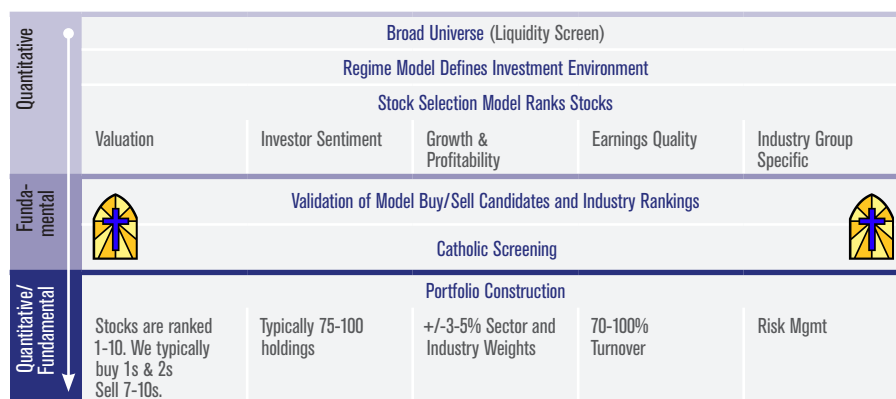 Quantitative
Broad Universe (Liquidity Screen)
Regime Model Defines Investment Environment
Stock Selection Model Ranks Stocks
Valuation
Investor Sentiment
Growth &
Profitability
Earnings Quality
Industry Group
Specific
Funda-
mental
Validation of Model Buy/Sell Candidates and Industry Rankings
Catholic Screening
Quantitative/
Fundamental
Portfolio Construction
Stocks are ranked
1-10. We typically
buy 1s & 2s
Sell 7-10s.
Typically 75-100
holdings
+/-3-5% Sector and
Industry Weights
70-100%
Turnover
Risk Mgmt